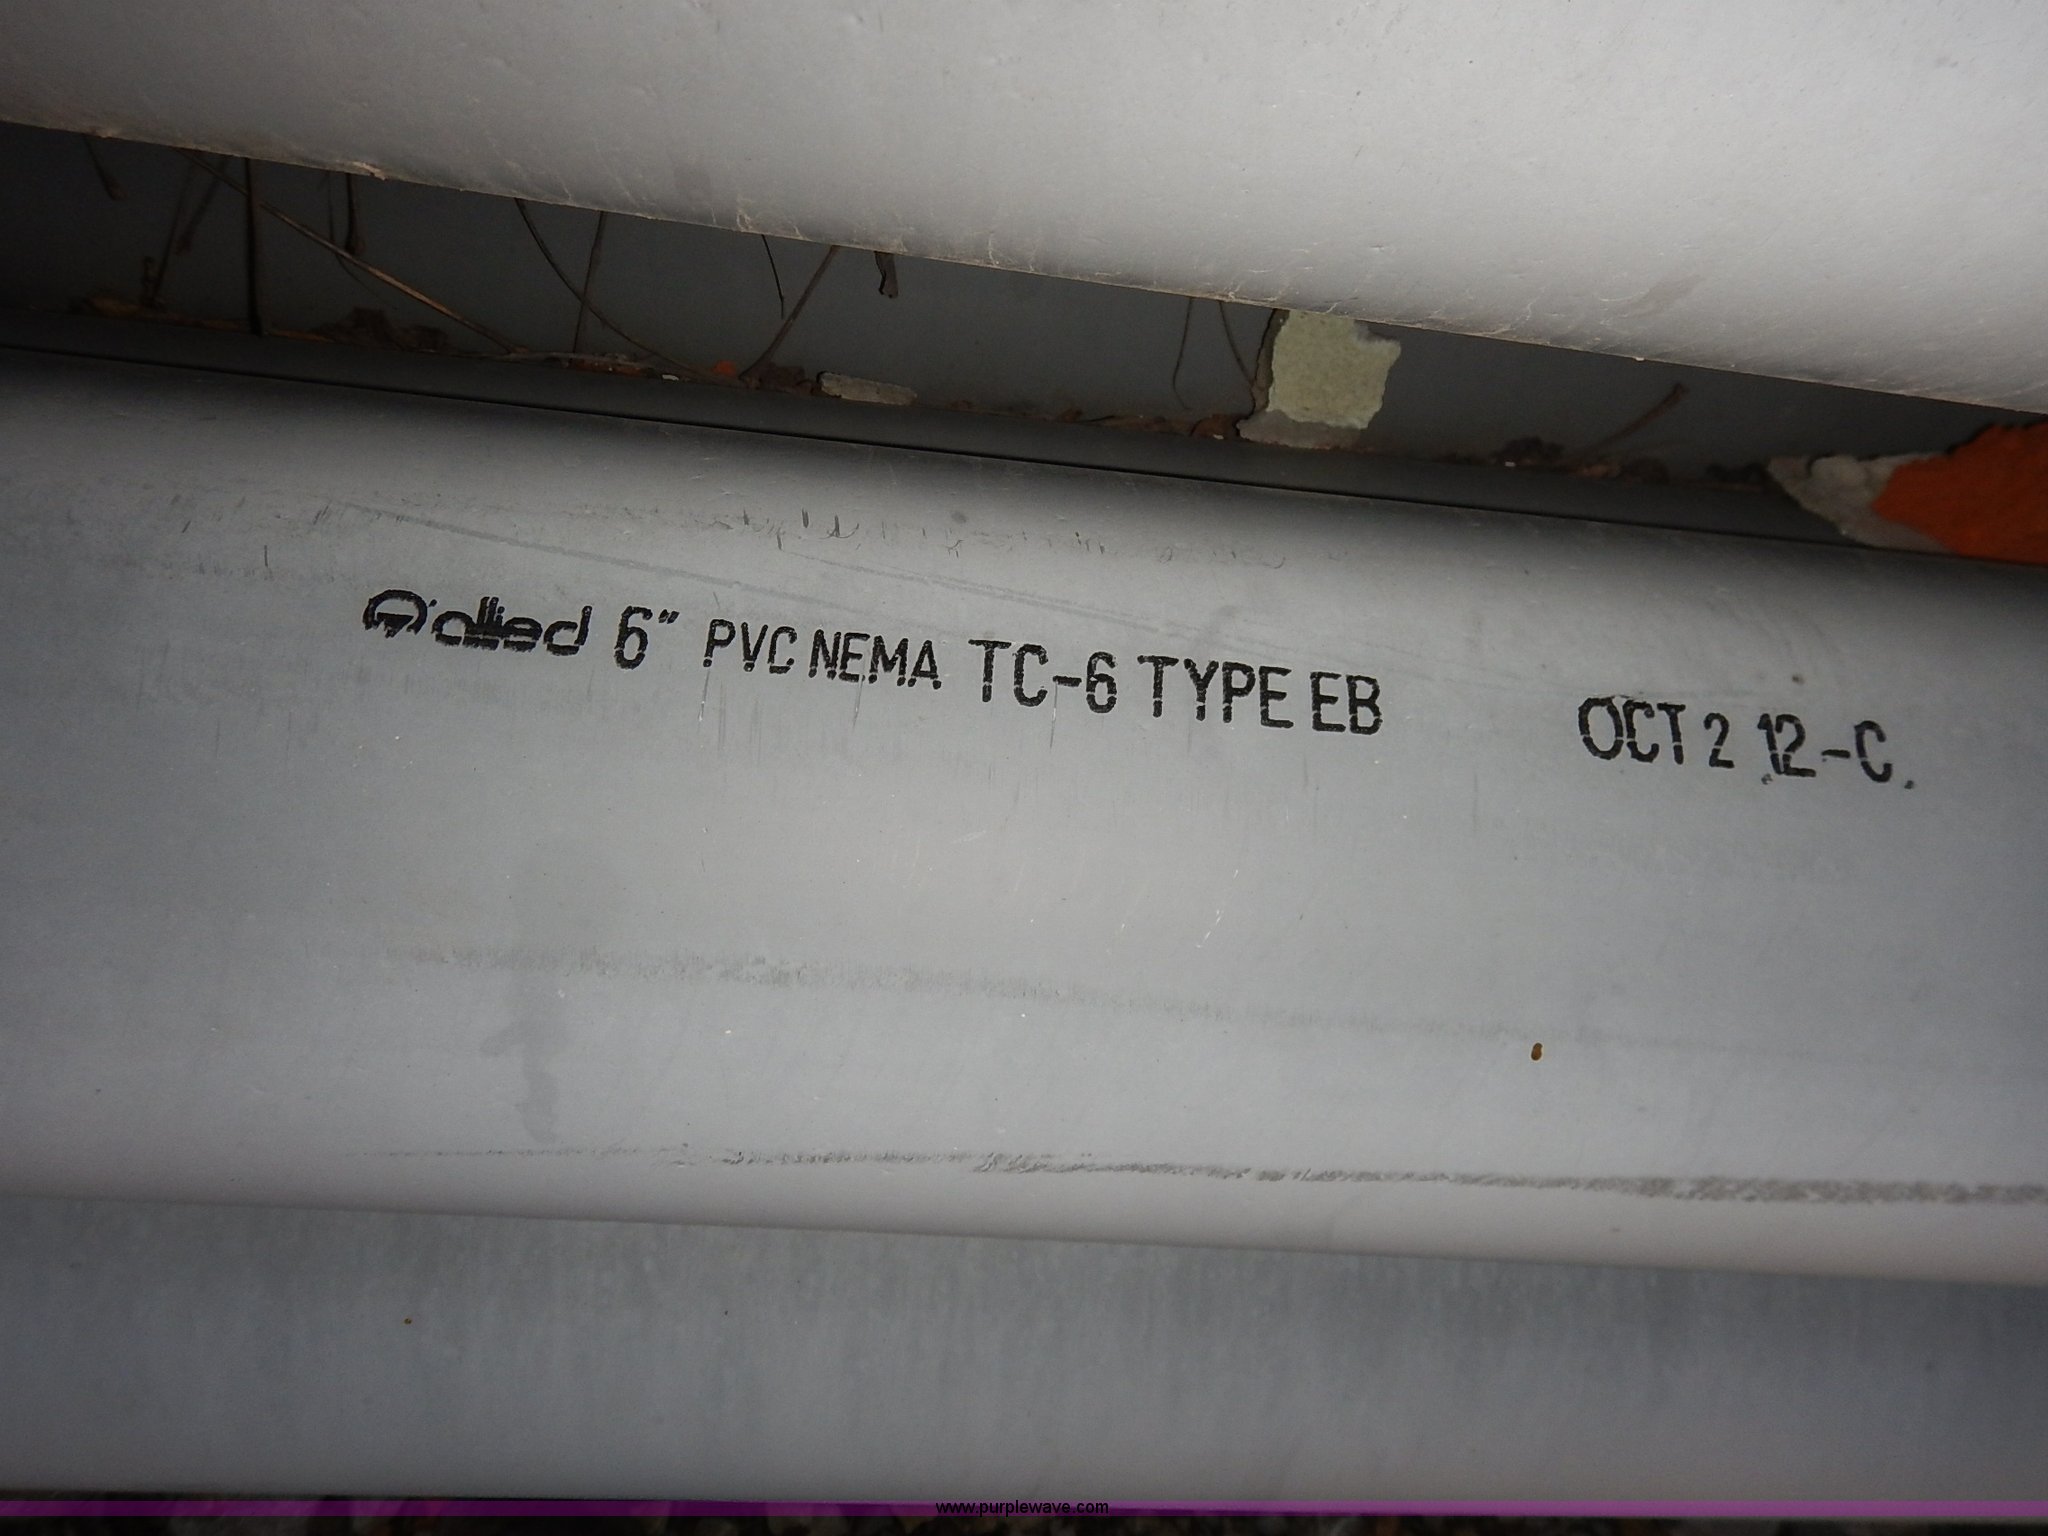 allied 6" PVC NEMA TC-6 TYPE EB OCT 2 12-C.
www.purplewave.com